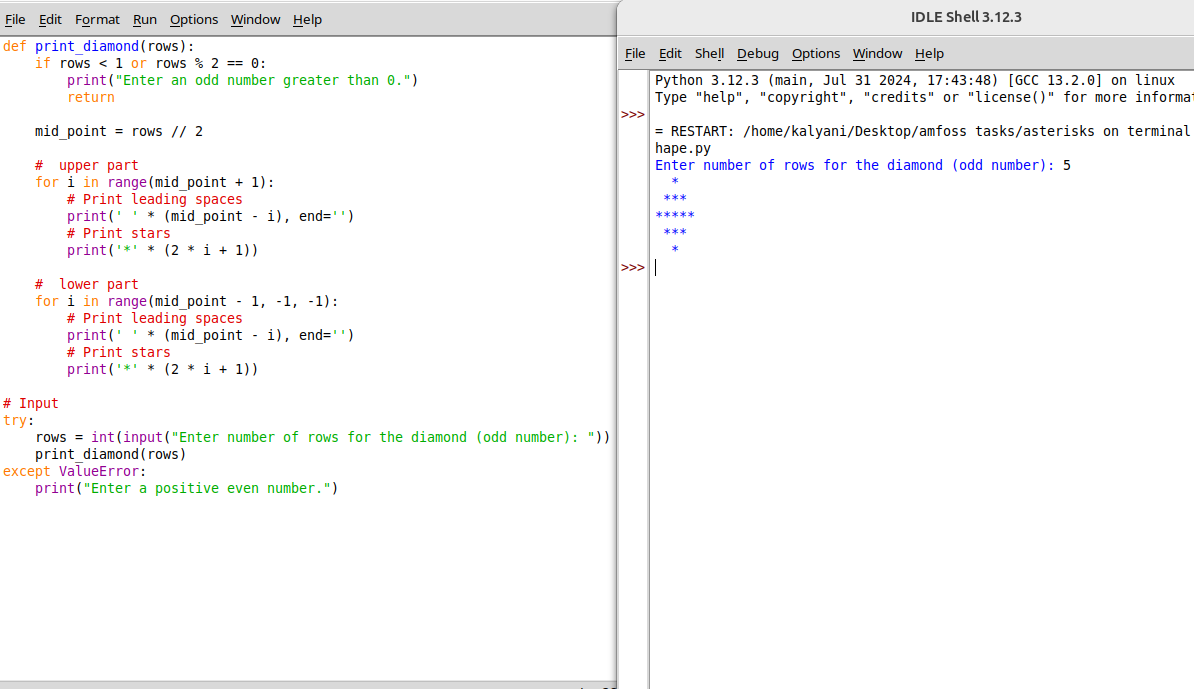 File Edit Format Run Options Window Help
def print_diamond(rows):
    if rows < 1 or rows % 2 == 0:
        print("Enter an odd number greater than 0.")
        return

    mid_point = rows // 2

    #  upper part
    for i in range(mid_point + 1):
        # Print leading spaces
        print(' ' * (mid_point - i), end='')
        # Print stars
        print('*' * (2 * i + 1))

    #  lower part
    for i in range(mid_point - 1, -1, -1):
        # Print leading spaces
        print(' ' * (mid_point - i), end='')
        # Print stars
        print('*' * (2 * i + 1))

# Input
try:
    rows = int(input("Enter number of rows for the diamond (odd number): "))
    print_diamond(rows)
except ValueError:
    print("Enter a positive even number.")
IDLE Shell 3.12.3
File Edit Shell Debug Options Window Help
Python 3.12.3 (main, Jul 31 2024, 17:43:48) [GCC 13.2.0] on linux
Type "help", "copyright", "credits" or "license()" for more informat
>>>
= RESTART: /home/kalyani/Desktop/amfoss tasks/asterisks on terminal
hape.py
Enter number of rows for the diamond (odd number): 5
  *
 ***
*****
 ***
  *
>>>